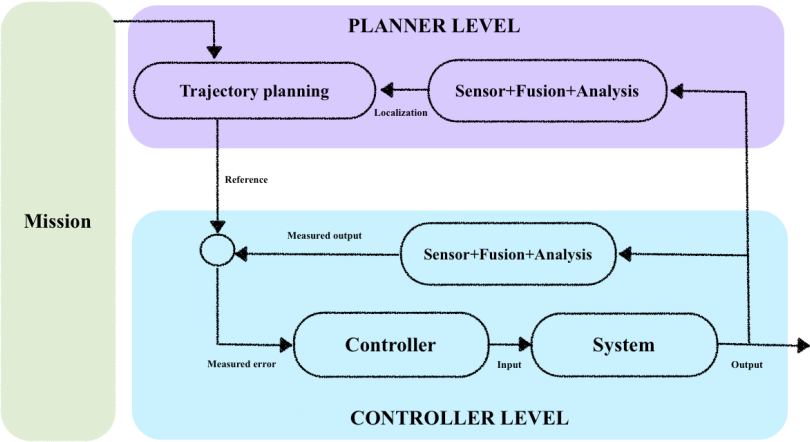 PLANNER LEVEL
Trajectory planning
Sensor+Fusion+Analysis
Localization
Reference
Mission
Measured output
Sensor+Fusion+Analysis
Controller
System
Measured error
Input
Output
CONTROLLER LEVEL